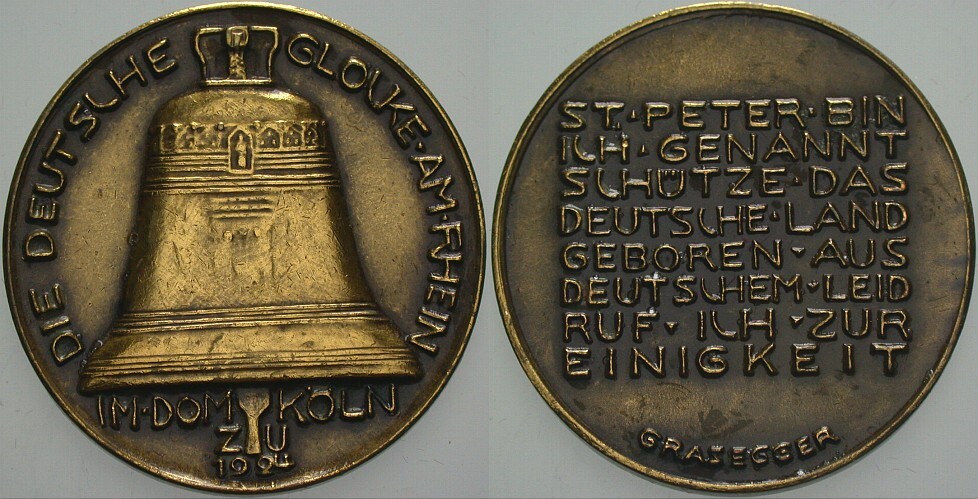 DIE DEUTSCHE GLOCKE·AM·RHEIN
IM·DOM KÖLN
ZU
1924
ST·PETER·BIN
ICH·GENANNT
SCHÜTZE·DAS
DEUTSCHE·LAND
GEBOREN·AUS
DEUTSCHEM·LEID
RUF·ICH·ZUR
EINIGKEIT
GRASEGGER